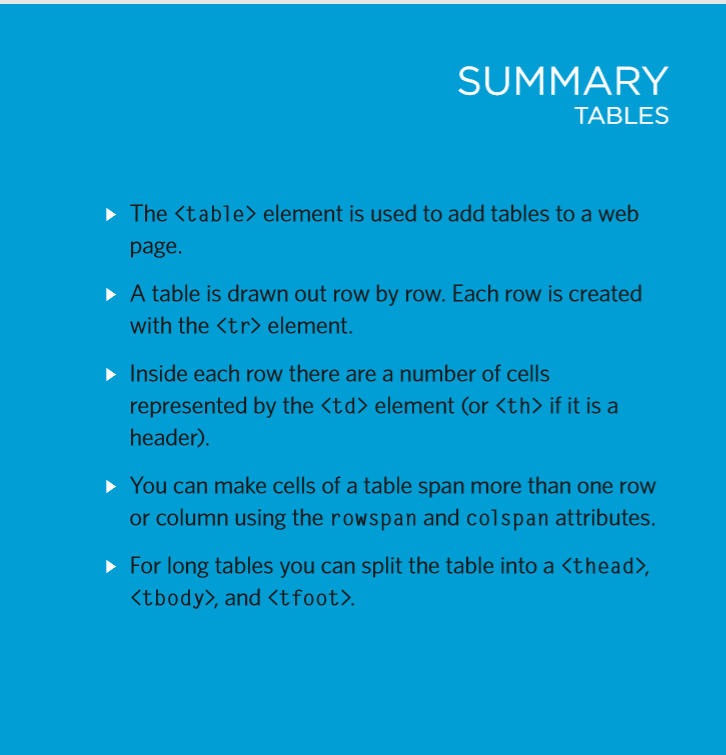 SUMMARY
TABLES
The <table> element is used to add tables to a web
page.
A table is drawn out row by row. Each row is created
with the <tr> element.
Inside each row there are a number of cells
represented by the <td> element (or <th> if it is a
header).
You can make cells of a table span more than one row
or column using the rowspan and colspan attributes.
For long tables you can split the table into a <thead>,
<tbody>, and <tfoot>.